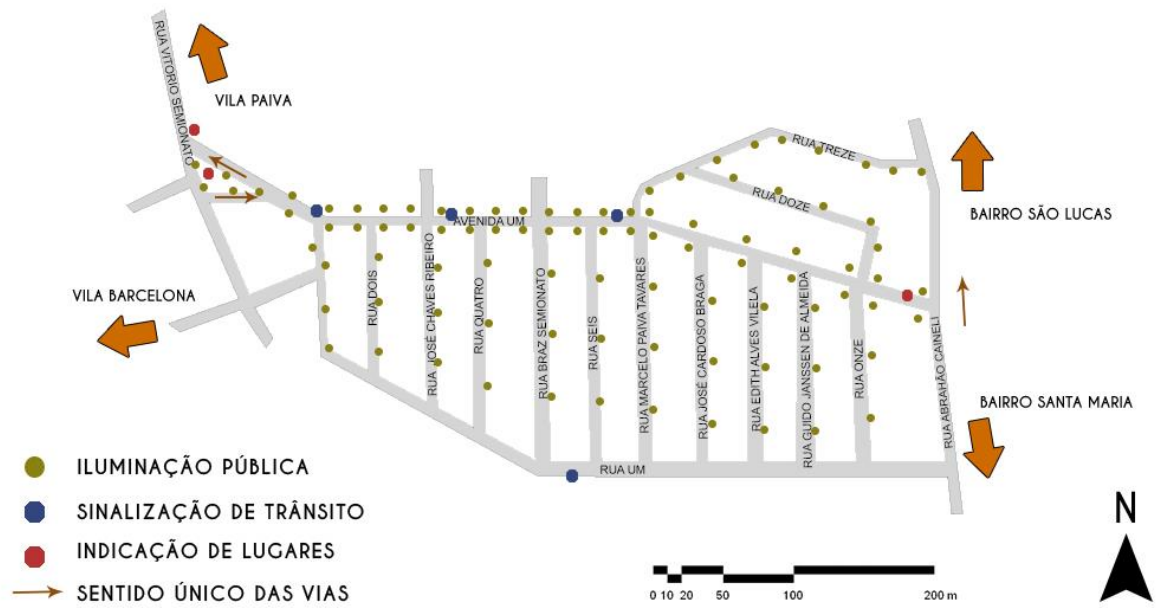 RUA VITORIO SEMIONATO
VILA PAIVA
RUA TREZE
RUA DOZE
BAIRRO SÃO LUCAS
AVENIDA UM
VILA BARCELONA
RUA DOIS
RUA JOSÉ CHAVES RIBEIRO
RUA QUATRO
RUA BRAZ SEMIONATO
RUA SEIS
RUA MARCELO PAIVA TAVARES
RUA JOSÉ CARDOSO BRAGA
RUA EDITH ALVES VILELA
RUA GUIDO JANSSEN DE ALMEIDA
RUA ONZE
RUA ABRAHÃO CAINELI
BAIRRO SANTA MARIA
RUA UM
ILUMINAÇÃO PÚBLICA
SINALIZAÇÃO DE TRÂNSITO
INDICAÇÃO DE LUGARES
SENTIDO ÚNICO DAS VIAS
N
0 10 20 50 100 200 m